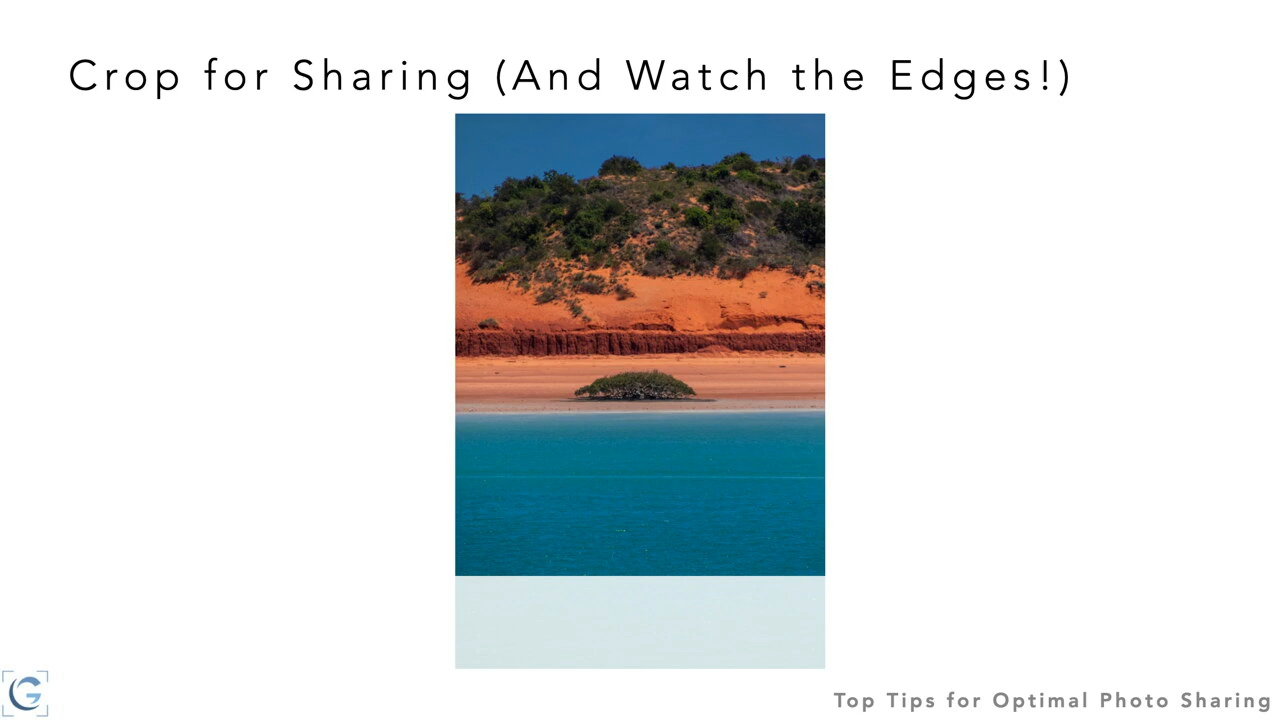 Crop for Sharing (And Watch the Edges!)
Top Tips for Optimal Photo Sharing